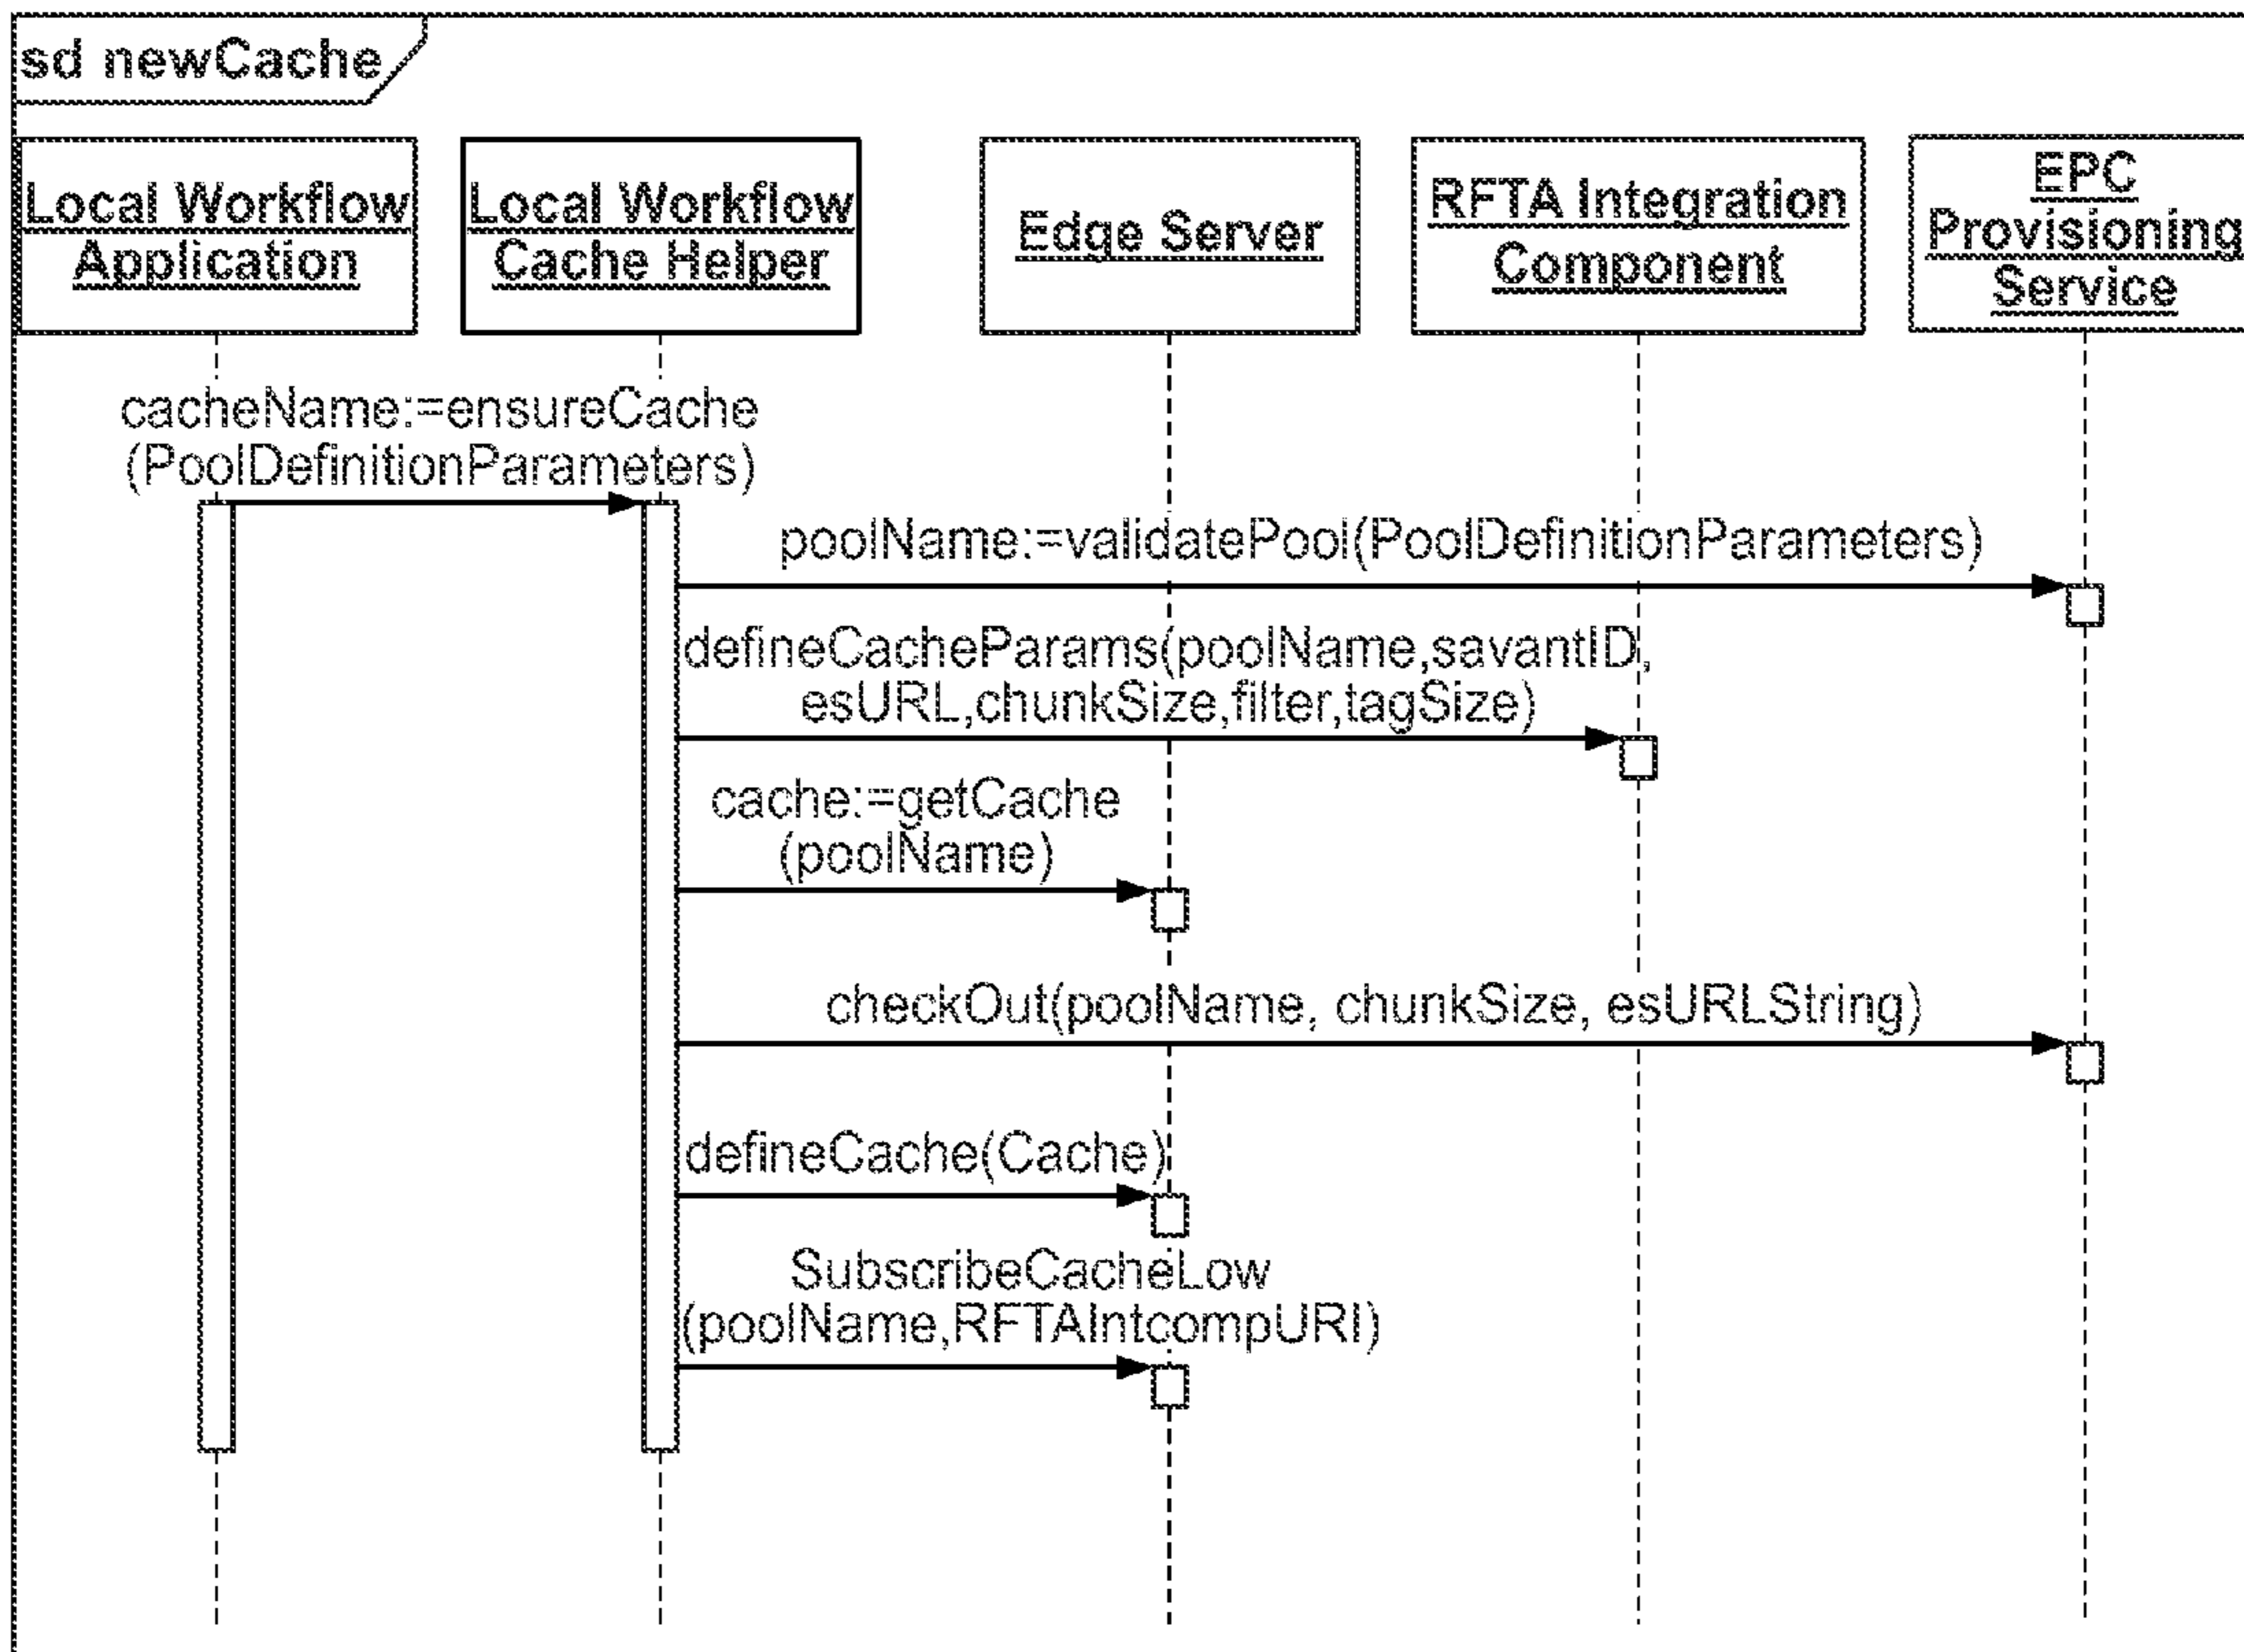 sd newCache
Local Workflow
Application
Local Workflow
Cache Helper
Edge Server
RFTA Integration
Component
EPC
Provisioning
Service
cacheName:=ensureCache
(PoolDefinitionParameters)
poolName:=validatePool(PoolDefinitionParameters)
defineCacheParams(poolName,savantID,
esURL,chunkSize,filter,tagSize)
cache:=getCache
(poolName)
checkOut(poolName, chunkSize, esURLString)
defineCache(Cache)
SubscribeCacheLow
(poolName,RFTAIntcompURI)